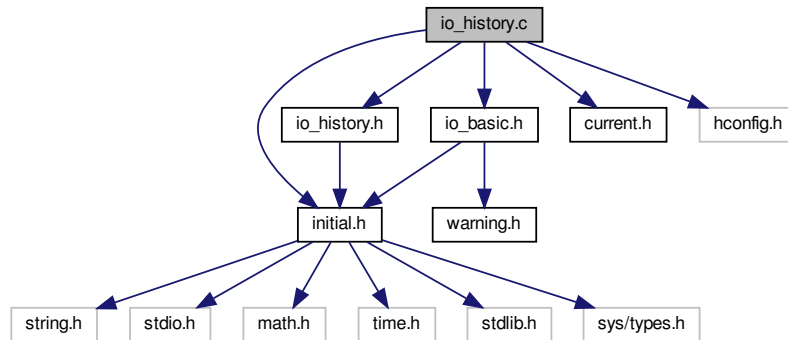 io_history.c
io_history.h
io_basic.h
current.h
hconfig.h
initial.h
warning.h
string.h
stdio.h
math.h
time.h
stdlib.h
sys/types.h